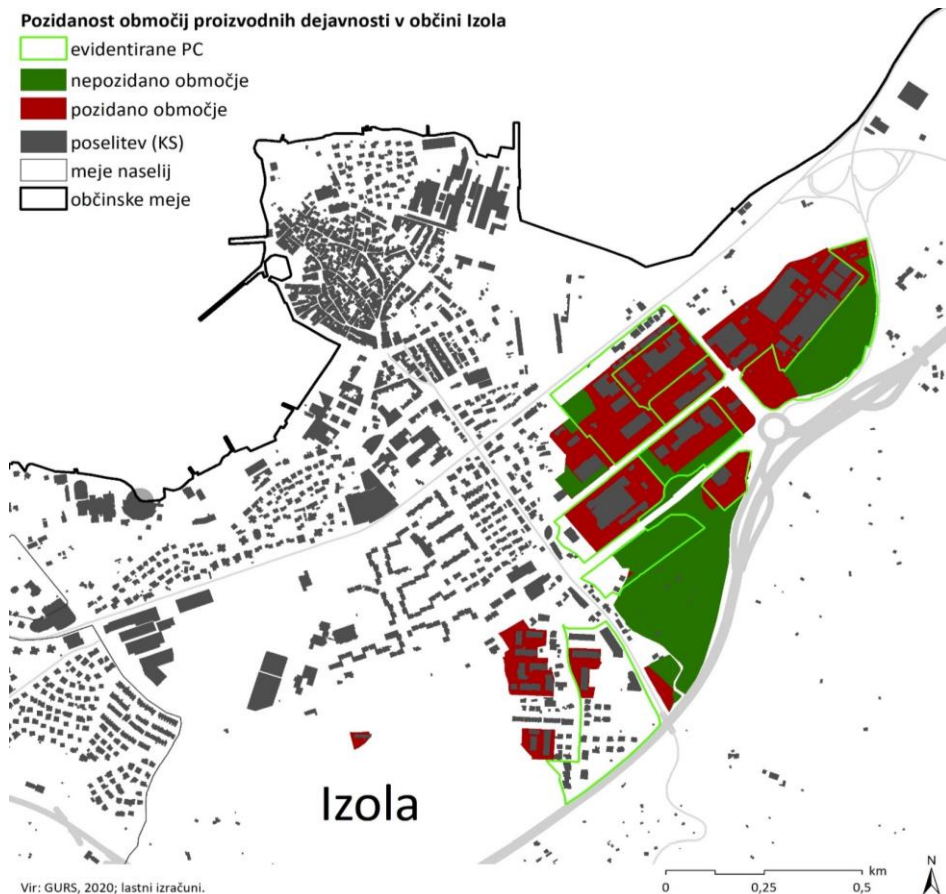 Pozidanost območij proizvodnih dejavnosti v občini Izola
evidentirane PC
nepozidano območje
pozidano območje
poselitev (KS)
meje naselij
občinske meje
Izola
Vir: GURS, 2020; lastni izračuni.
km
0 0,25 0,5
N